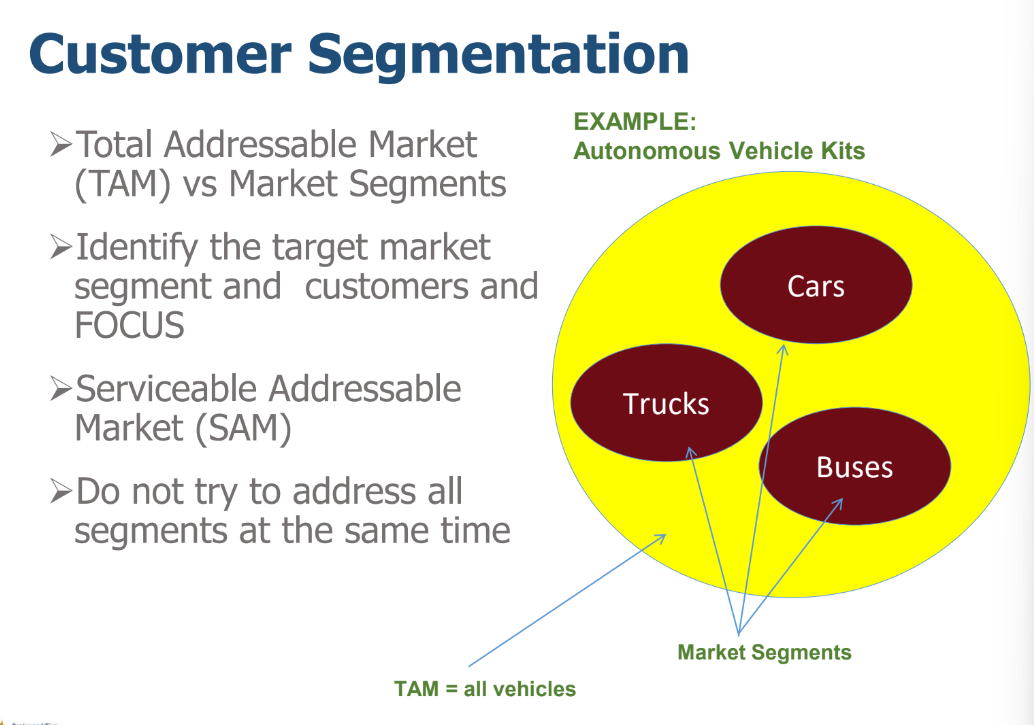 Customer Segmentation
➢Total Addressable Market
(TAM) vs Market Segments
➢Identify the target market
segment and  customers and
FOCUS
➢Serviceable Addressable
Market (SAM)
➢Do not try to address all
segments at the same time
EXAMPLE:
Autonomous Vehicle Kits
Cars
Trucks
Buses
Market Segments
TAM = all vehicles